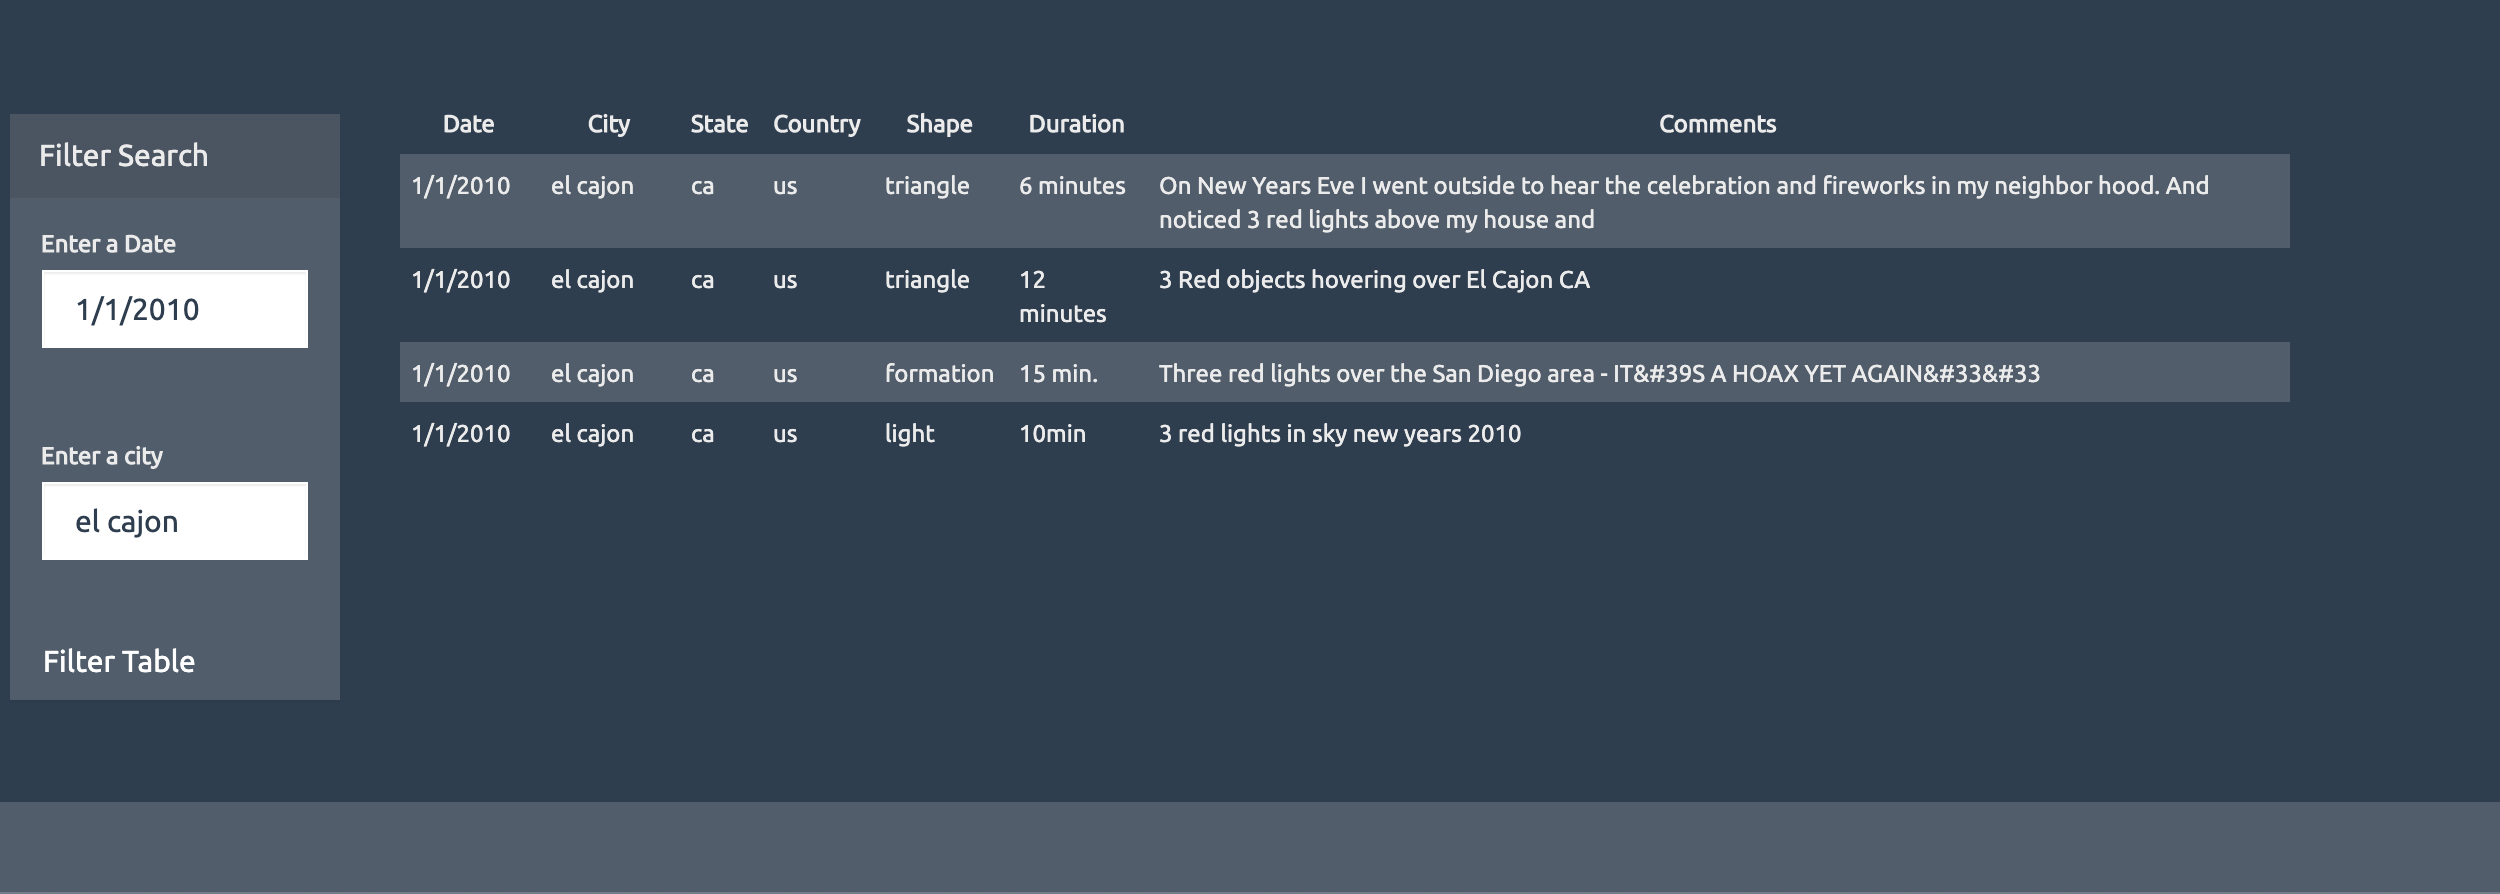 Filter Search
Enter a Date
1/1/2010
Enter a city
el cajon
Filter Table
Date City State Country Shape Duration Comments
1/1/2010 el cajon ca us triangle 6 minutes On New Years Eve I went outside to hear the celebration and fireworks in my neighbor hood. And
noticed 3 red lights above my house and
1/1/2010 el cajon ca us triangle 12 3 Red objects hovering over El Cajon CA
minutes
1/1/2010 el cajon ca us formation 15 min. Three red lights over the San Diego area - IT&#39S A HOAX YET AGAIN&#33&#33
1/1/2010 el cajon ca us light 10min 3 red lights in sky new years 2010